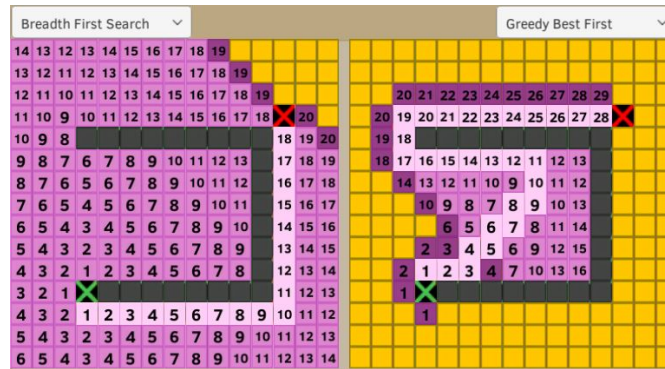 Breadth First Search
14 13 12 13 14 15 16 17 18 19
13 12 11 12 13 14 15 16 17 18 19
12 11 10 11 12 13 14 15 16 17 18 19
11 10 9 10 11 12 13 14 15 16 17 18 20
10 9 8 18 19 20
9 8 7 6 7 8 9 10 11 12 13 17 18 19
8 7 6 5 6 7 8 9 10 11 12 16 17 18
7 6 5 4 5 6 7 8 9 10 11 15 16 17
6 5 4 3 4 5 6 7 8 9 10 14 15 16
5 4 3 2 3 4 5 6 7 8 9 13 14 15
4 3 2 1 2 3 4 5 6 7 8 12 13 14
3 2 1 11 12 13
4 3 2 1 2 3 4 5 6 7 8 9 10 11 12
5 4 3 2 3 4 5 6 7 8 9 10 11 12 13
6 5 4 3 4 5 6 7 8 9 10 11 12 13 14
Greedy Best First
20 21 22 23 24 25 26 27 28 29
20 19 20 21 22 23 24 25 26 27 28
19 18
18 17 16 15 14 13 12 11 12 13
14 13 12 11 10 9 10 11 12
10 9 8 7 8 9 10 13
6 5 6 7 8 11 14
2 3 4 5 6 9 12 15
2 1 2 3 4 7 10 13 16
1
1